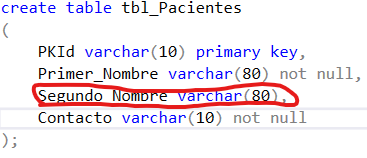 create table tbl_Pacientes
(
PKId varchar(10) primary key,
Primer_Nombre varchar(80) not null,
Segundo_Nombre varchar(80),
Contacto varchar(10) not null
);